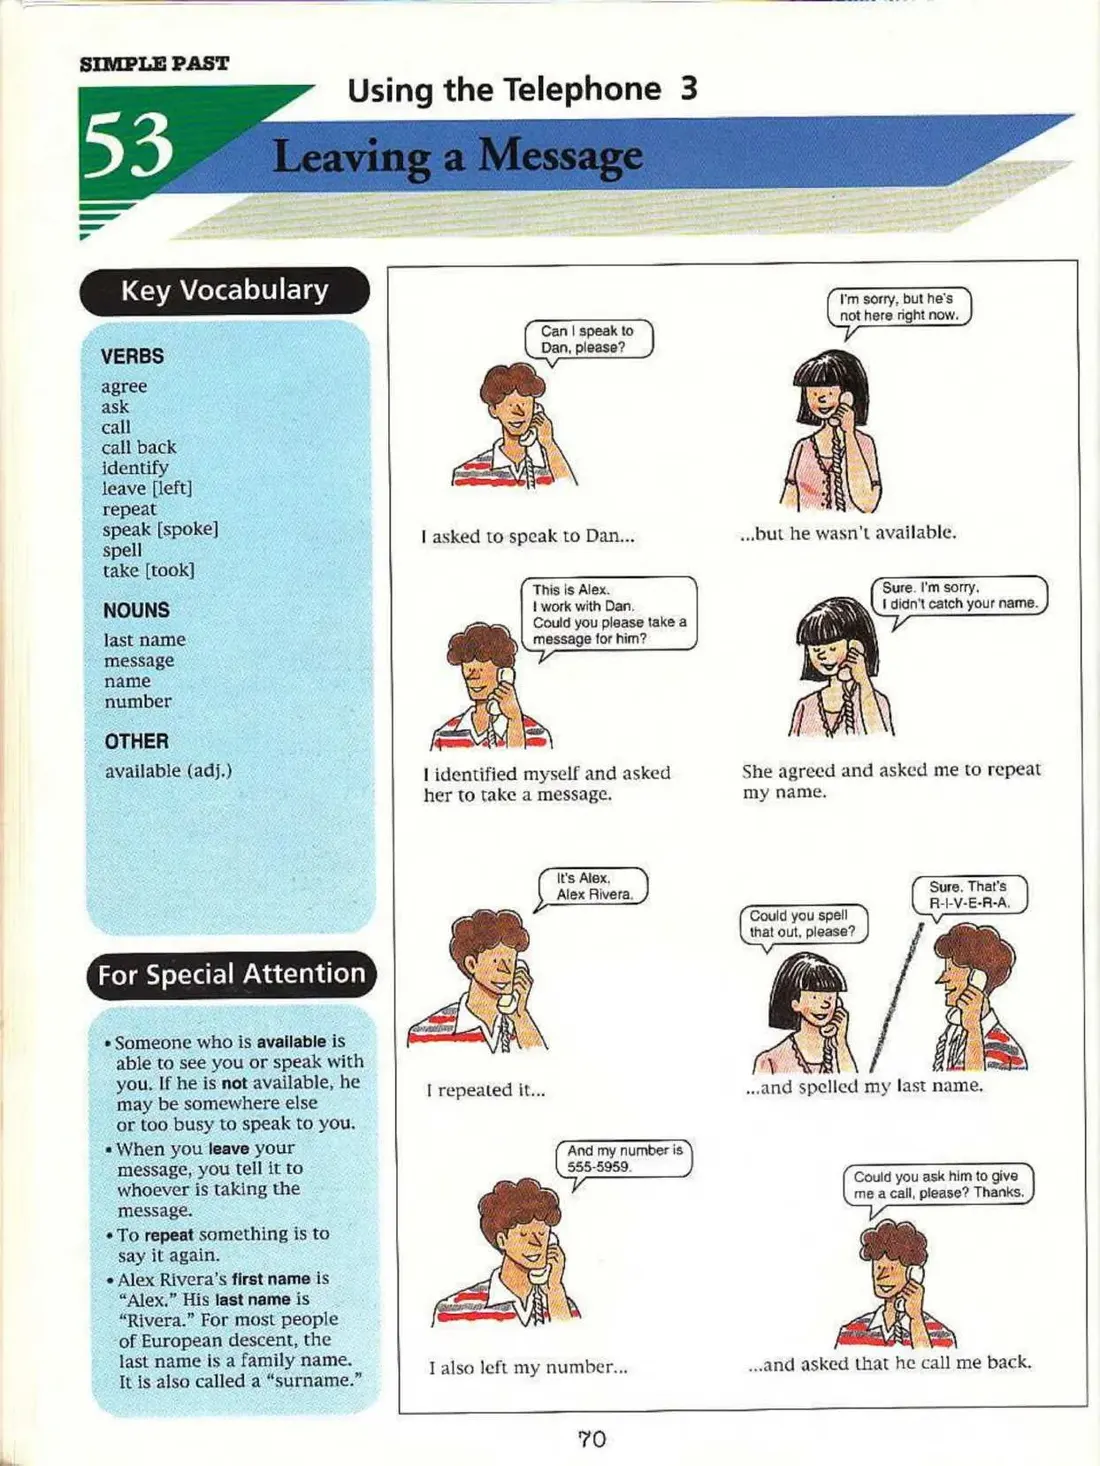 SIMPLE PAST
Using the Telephone 3
53
Leaving a Message
Key Vocabulary
VERBS
agree
ask
call
call back
identify
leave [left]
repeat
speak [spoke]
spell
take [took]
NOUNS
last name
message
name
number
OTHER
available (adj.)
For Special Attention
• Someone who is available is
able to see you or speak with
you. If he is not available, he
may be somewhere else
or too busy to speak to you.
• When you leave your
message, you tell it to
whoever is taking the
message.
• To repeat something is to
say it again.
• Alex Rivera's first name is
"Alex." His last name is
"Rivera." For most people
of European descent, the
last name is a family name.
It is also called a "surname."
Can I speak to
Dan, please?
I asked to speak to Dan...
I'm sorry, but he's
not here right now.
...but he wasn't available.
This is Alex.
I work with Dan.
Could you please take a
message for him?
I identified myself and asked
her to take a message.
Sure. I'm sorry.
I didn't catch your name.
She agreed and asked me to repeat
my name.
It's Alex.
Alex Rivera.
I repeated it...
Could you spell
that out, please?
Sure. That's
R-I-V-E-R-A.
...and spelled my last name.
And my number is
555-5959.
I also left my number...
Could you ask him to give
me a call, please? Thanks.
...and asked that he call me back.
70